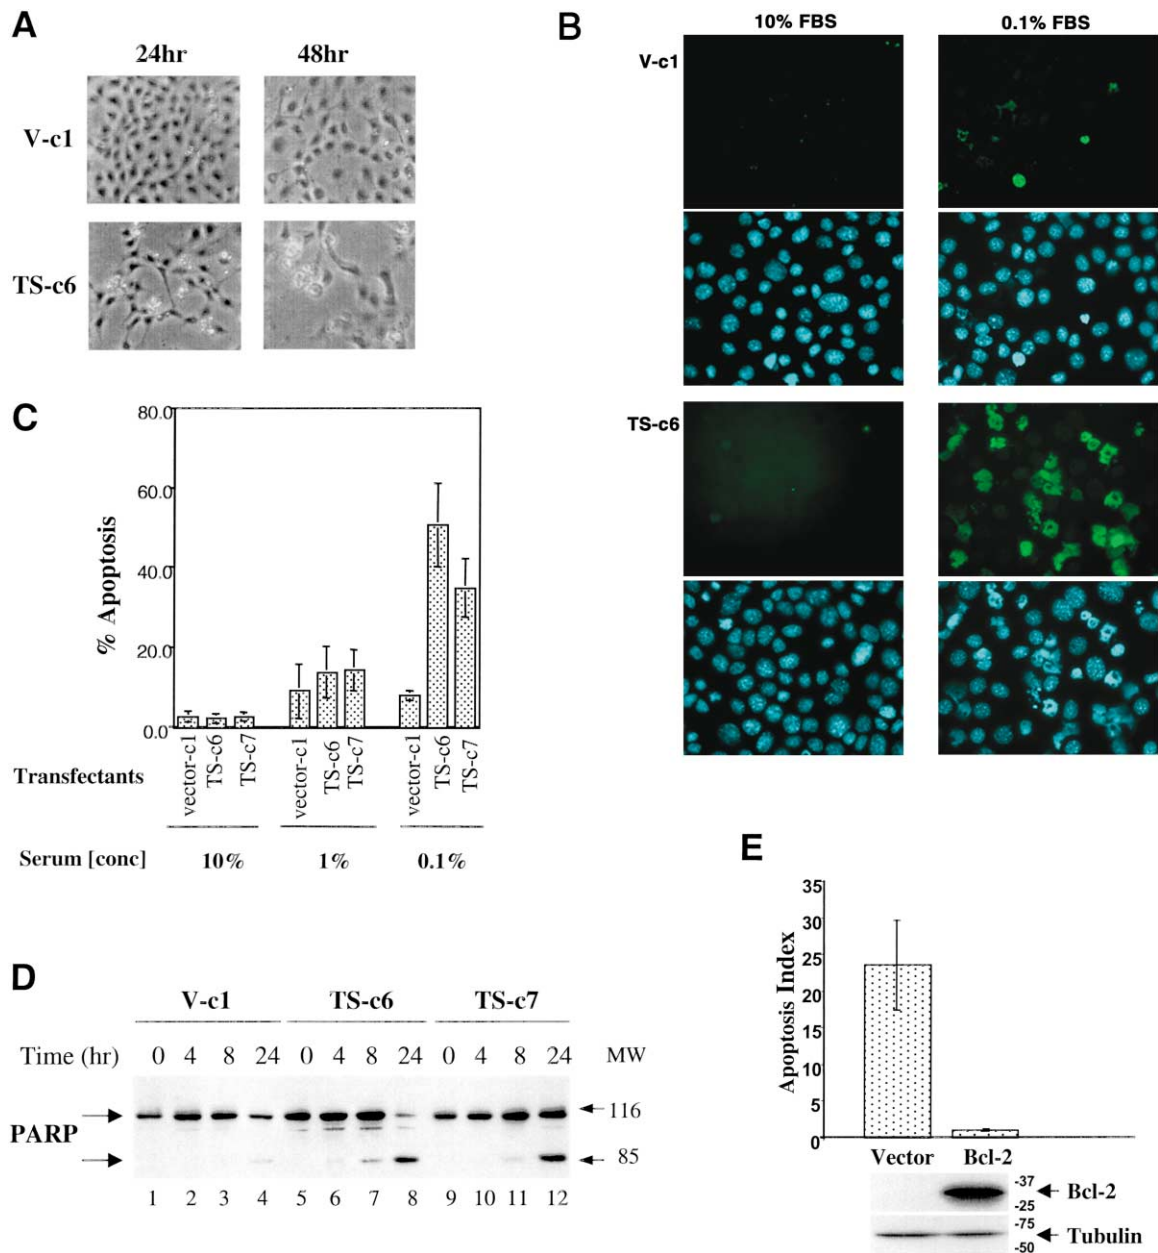 A
24hr 48hr
V-c1
TS-c6
B
10% FBS 0.1% FBS
V-c1
TS-c6
C
% Apoptosis
80.0
60.0
40.0
20.0
0.0
Transfectants
vector-c1 TS-c6 TS-c7 vector-c1 TS-c6 TS-c7 vector-c1 TS-c6 TS-c7
Serum [conc] 10% 1% 0.1%
D
V-c1 TS-c6 TS-c7
Time (hr) 0 4 8 24 0 4 8 24 0 4 8 24 MW
116
PARP
85
1 2 3 4 5 6 7 8 9 10 11 12
E
Apoptosis Index
35
30
25
20
15
10
5
0
Vector Bcl-2
-37
Bcl-2
-25
-75
Tubulin
-50